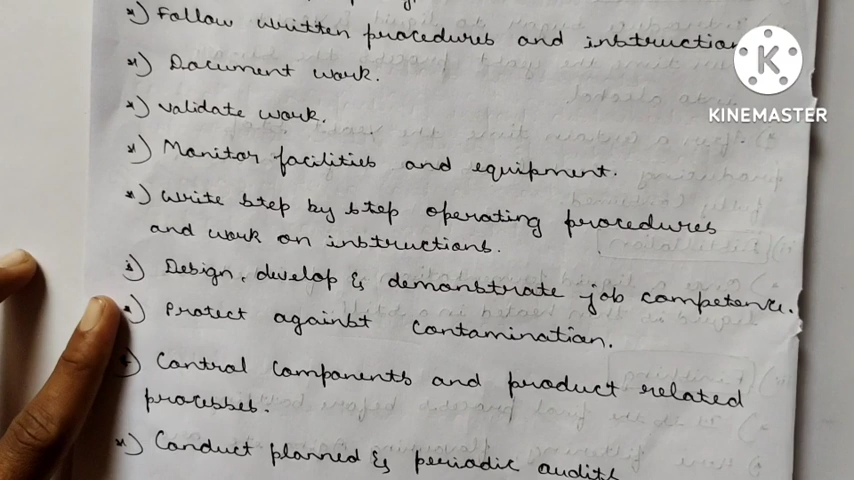 *) Follow written procedures and instruction
*) Document work.
*) Validate work.
*) Monitor facilities and equipment.
*) Write step by step operating procedures
and work on instructions.
*) Design, develop & demonstrate job competence.
*) Protect against contamination.
*) Control components and product related
processes.
*) Conduct planned & periodic audits
K
KINEMASTER